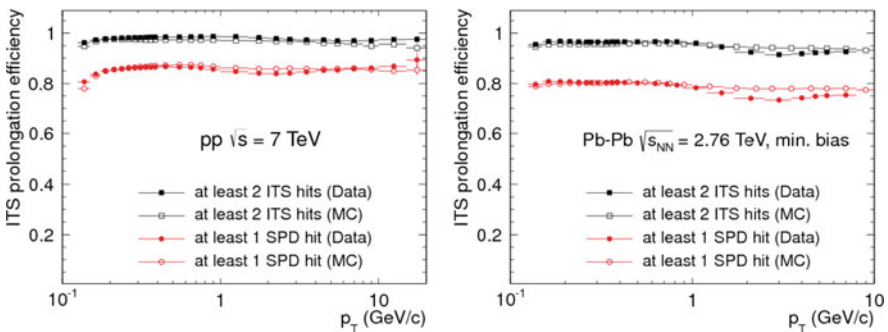 ITS prolongation efficiency
1
0.8
0.6
0.4
0.2
pp √s = 7 TeV
at least 2 ITS hits (Data)
at least 2 ITS hits (MC)
at least 1 SPD hit (Data)
at least 1 SPD hit (MC)
10⁻¹ 1 10
p_T (GeV/c)
ITS prolongation efficiency
1
0.8
0.6
0.4
0.2
Pb-Pb √s_NN = 2.76 TeV, min. bias
at least 2 ITS hits (Data)
at least 2 ITS hits (MC)
at least 1 SPD hit (Data)
at least 1 SPD hit (MC)
10⁻¹ 1 10
p_T (GeV/c)